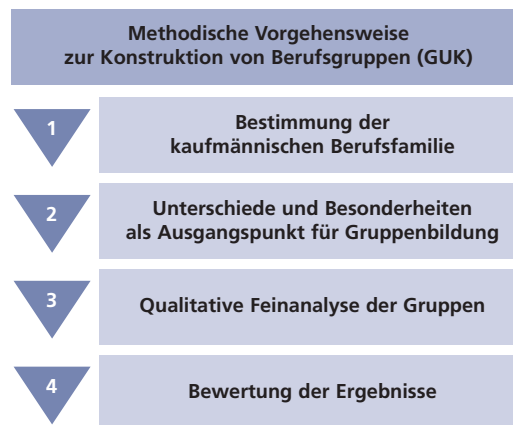 Methodische Vorgehensweise
zur Konstruktion von Berufsgruppen (GUK)
1
Bestimmung der
kaufmännischen Berufsfamilie
2
Unterschiede und Besonderheiten
als Ausgangspunkt für Gruppenbildung
3
Qualitative Feinanalyse der Gruppen
4
Bewertung der Ergebnisse